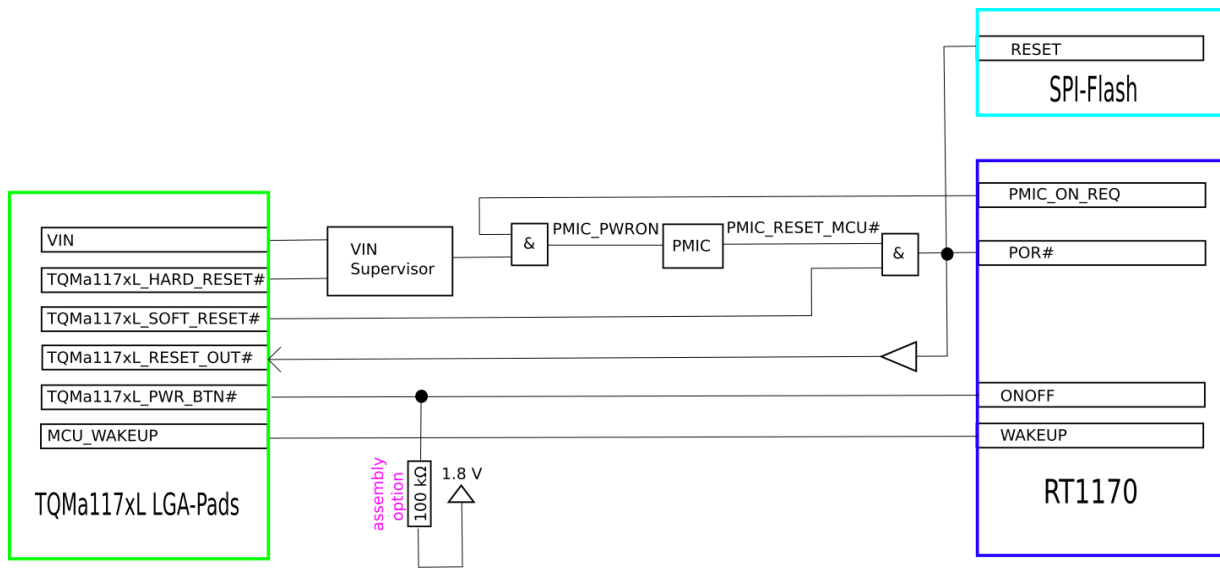 RESET
SPI-Flash
PMIC_ON_REQ
POR#
ONOFF
WAKEUP
RT1170
VIN
TQMa117xL_HARD_RESET#
TQMa117xL_SOFT_RESET#
TQMa117xL_RESET_OUT#
TQMa117xL_PWR_BTN#
MCU_WAKEUP
TQMa117xL LGA-Pads
VIN
Supervisor
&
PMIC_PWRON
PMIC
PMIC_RESET_MCU#
&
assembly
option
100 kΩ
1.8 V